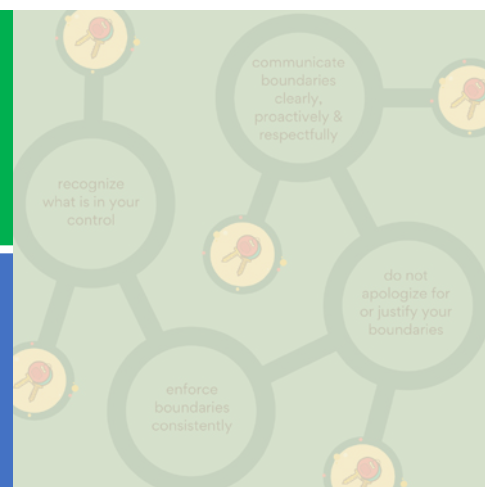 communicate
boundaries
clearly,
proactively &
respectfully
recognize
what is in your
control
do not
apologize for
or justify your
boundaries
enforce
boundaries
consistently